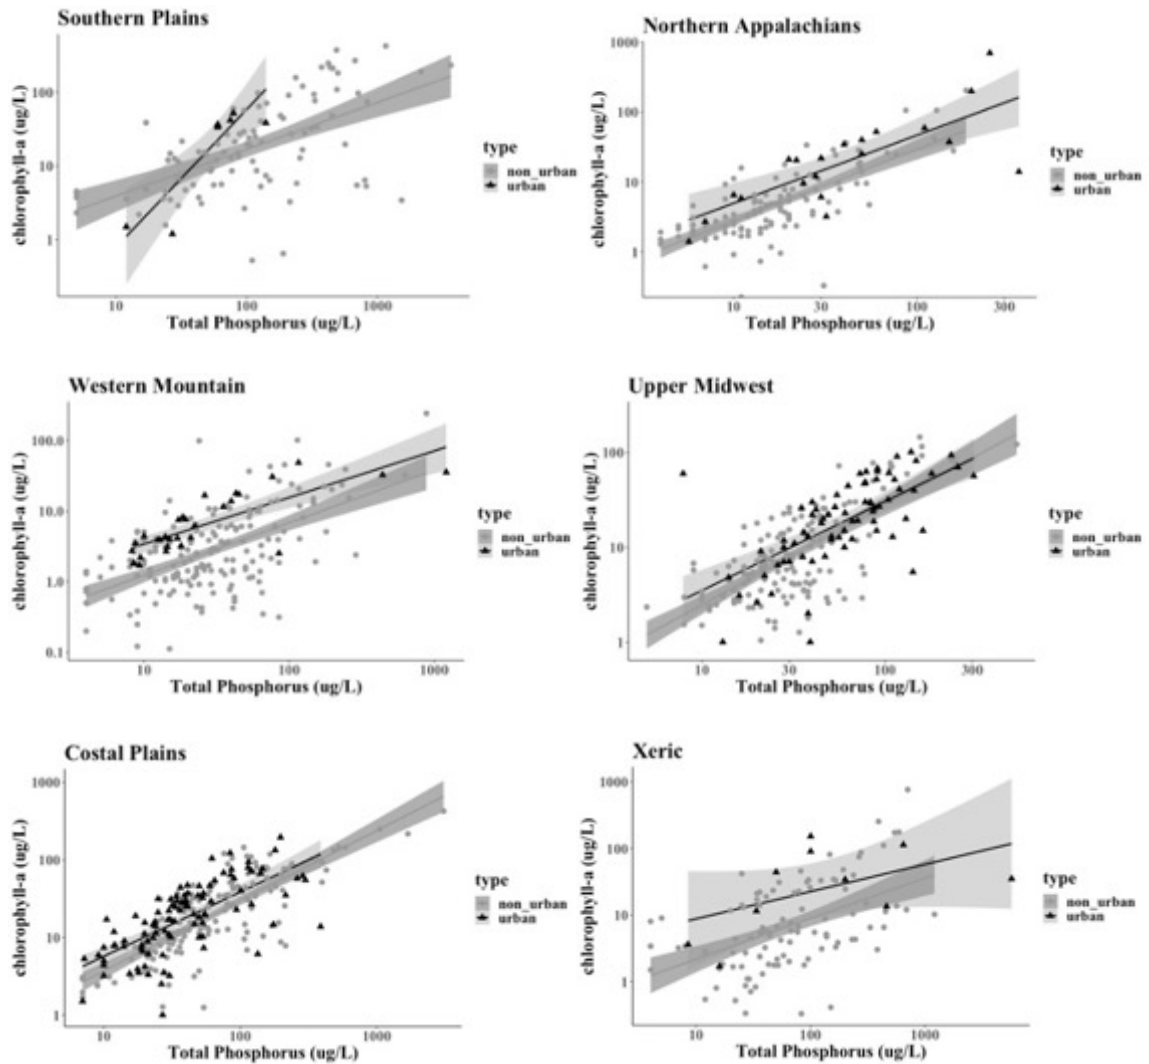 Southern Plains
chlorophyll-a (ug/L)
100
10
1
10
100
1000
Total Phosphorus (ug/L)
type
non_urban
urban
Northern Appalachians
chlorophyll-a (ug/L)
1000
100
10
1
10
30
100
300
Total Phosphorus (ug/L)
type
non_urban
urban
Western Mountain
chlorophyll-a (ug/L)
100.0
10.0
1.0
0.1
10
100
1000
Total Phosphorus (ug/L)
type
non_urban
urban
Upper Midwest
chlorophyll-a (ug/L)
100
10
1
10
30
100
300
Total Phosphorus (ug/L)
type
non_urban
urban
Costal Plains
chlorophyll-a (ug/L)
1000
100
10
1
10
100
1000
Total Phosphorus (ug/L)
type
non_urban
urban
Xeric
chlorophyll-a (ug/L)
1000
100
10
1
10
100
1000
Total Phosphorus (ug/L)
type
non_urban
urban